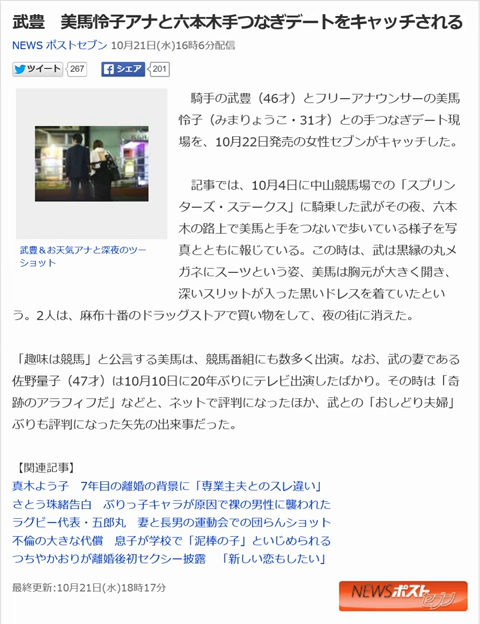 武豊　美馬怜子アナと六本木手つなぎデートをキャッチされる
NEWS ポストセブン 10月21日(水)16時6分配信
ツイート 267 シェア 201
騎手の武豊（46才）とフリーアナウンサーの美馬
怜子（みまりょうこ・31才）との手つなぎデート現
場を、10月22日発売の女性セブンがキャッチした。
記事では、10月4日に中山競馬場での「スプリン
ターズ・ステークス」に騎乗した武がその夜、六本
木の路上で美馬と手をつないで歩いている様子を写
真とともに報じている。この時は、武は黒縁の丸メ
ガネにスーツという姿、美馬は胸元が大きく開き、
深いスリットが入った黒いドレスを着ていたとい
う。2人は、麻布十番のドラッグストアで買い物をして、夜の街に消えた。
武豊＆お天気アナと深夜のツー
ショット
「趣味は競馬」と公言する美馬は、競馬番組にも数多く出演。なお、武の妻である
佐野量子（47才）は10月10日に20年ぶりにテレビ出演したばかり。その時は「奇
跡のアラフィフだ」などと、ネットで評判になったほか、武との「おしどり夫婦」
ぶりも評判になった矢先の出来事だった。
【関連記事】
真木よう子　7年目の離婚の背景に「専業主夫とのスレ違い」
さとう珠緒告白　ぶりっ子キャラが原因で裸の男性に襲われた
ラグビー代表・五郎丸　妻と長男の運動会での団らんショット
不倫の大きな代償　息子が学校で「泥棒の子」といじめられる
つちやかおりが離婚後初セクシー披露　「新しい恋もしたい」
最終更新:10月21日(水)18時17分
NEWSポストセブン